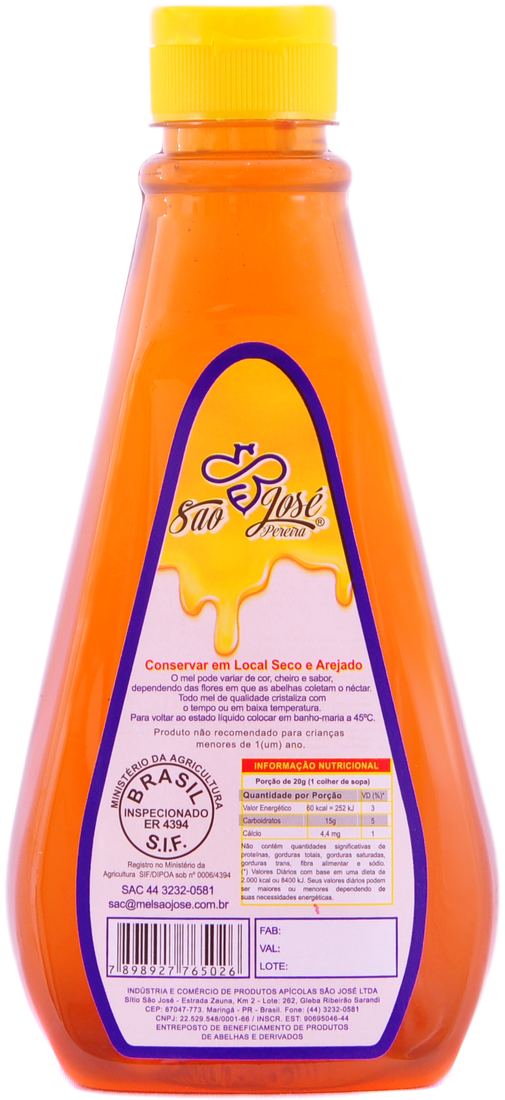 São José ®
Pereira
Conservar em Local Seco e Arejado
O mel pode variar de cor, cheiro e sabor,
dependendo das flores em que as abelhas coletam o néctar.
Todo mel de qualidade cristaliza com
o tempo ou em baixa temperatura.
Para voltar ao estado líquido colocar em banho-maria a 45ºC.
Produto não recomendado para crianças
menores de 1(um) ano.
MINISTÉRIO DA AGRICULTURA
BRASIL
INSPECIONADO
ER 4394
S.I.F.
Registro no Ministério da
Agricultura SIF/DIPOA sob nº 0006/4394
SAC 44 3232-0581
sac@melsaojose.com.br
INFORMAÇÃO NUTRICIONAL
Porção de 20g (1 colher de sopa)
Quantidade por Porção VD (%)*
Valor Energético 60 kcal = 252 kJ 3
Carboidratos 15g 5
Cálcio 4,4 mg 1
Não contém quantidades significativas de
proteínas, gorduras totais, gorduras saturadas,
gorduras trans, fibra alimentar e sódio.
(*) Valores Diários com base em uma dieta de
2.000 kcal ou 8400 kJ. Seus valores diários podem
ser maiores ou menores dependendo de
suas necessidades energéticas.
7 898927 765026
FAB:
VAL:
LOTE:
INDÚSTRIA E COMÉRCIO DE PRODUTOS APÍCOLAS SÃO JOSÉ LTDA
Sítio São José - Estrada Zauna, Km 2 - Lote: 262, Gleba Ribeirão Sarandi
CEP: 87047-773. Maringá - PR - Brasil. Fone: (44) 3232-0581
CNPJ: 22.529.548/0001-66 / INSCR. EST: 90695046-44
ENTREPOSTO DE BENEFICIAMENTO DE PRODUTOS
DE ABELHAS E DERIVADOS